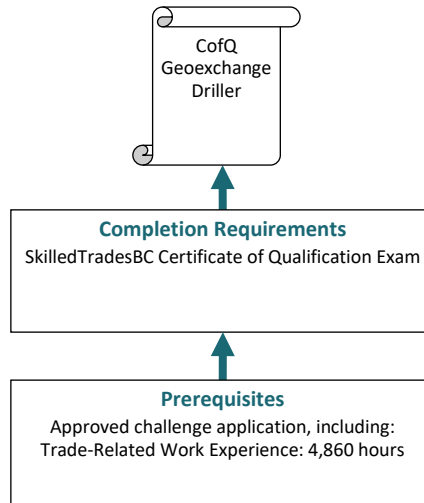 CofQ
Geoexchange
Driller
Completion Requirements
SkilledTradesBC Certificate of Qualification Exam
Prerequisites
Approved challenge application, including:
Trade-Related Work Experience: 4,860 hours